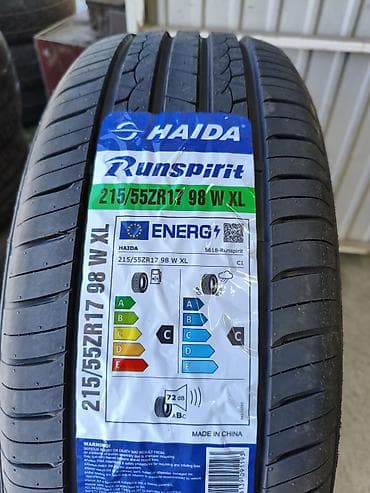 HAIDA
Runspirit
215/55ZR17 98 W XL
215/55ZR17 98 W XL
ENERG
HAIDA
5618-Runspirit
215/55ZR17 98 W XL
C1
A
B
C
D
E
C
A
B
C
D
E
C
72 dB
ABC
MADE IN CHINA
WARNING: